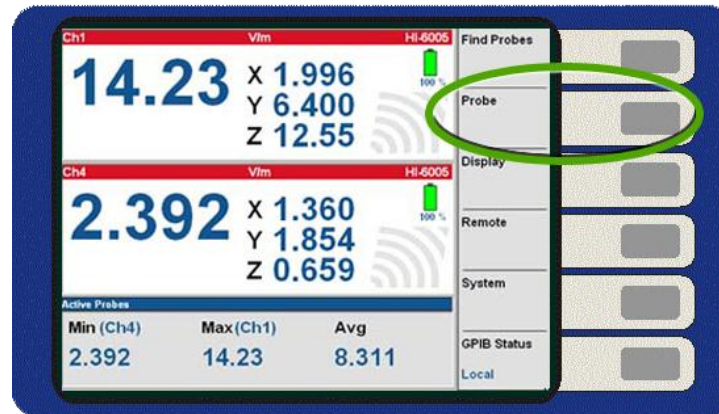 Ch1 V/m HI-6005
14.23
X 1.996
Y 6.400
Z 12.55
100 %
Ch4 V/m HI-6005
2.392
X 1.360
Y 1.854
Z 0.659
100 %
Active Probes
Min (Ch4) Max(Ch1) Avg
2.392 14.23 8.311
Find Probes
Probe
Display
Remote
System
GPIB Status
Local